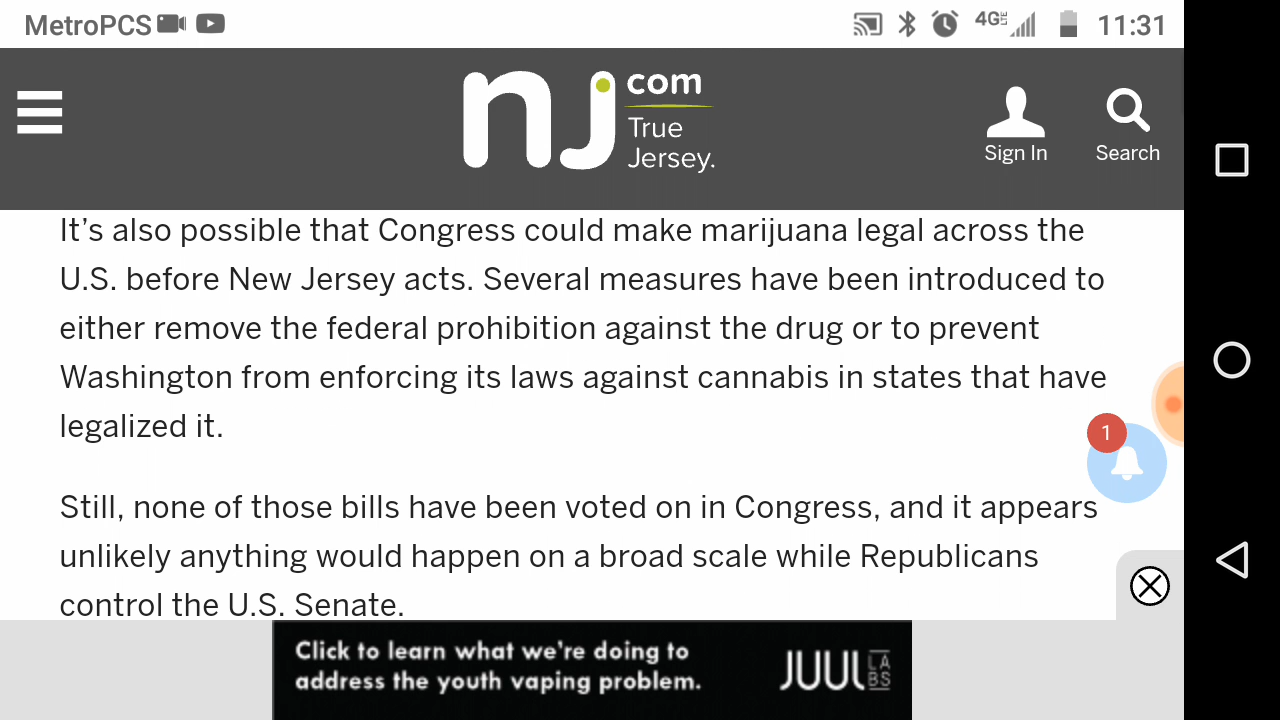 MetroPCS
4G LTE
11:31
nj
com
True
Jersey.
Sign In
Search
It’s also possible that Congress could make marijuana legal across the
U.S. before New Jersey acts. Several measures have been introduced to
either remove the federal prohibition against the drug or to prevent
Washington from enforcing its laws against cannabis in states that have
legalized it.
1
Still, none of those bills have been voted on in Congress, and it appears
unlikely anything would happen on a broad scale while Republicans
control the U.S. Senate.
Click to learn what we're doing to
address the youth vaping problem.
JUUL LABS